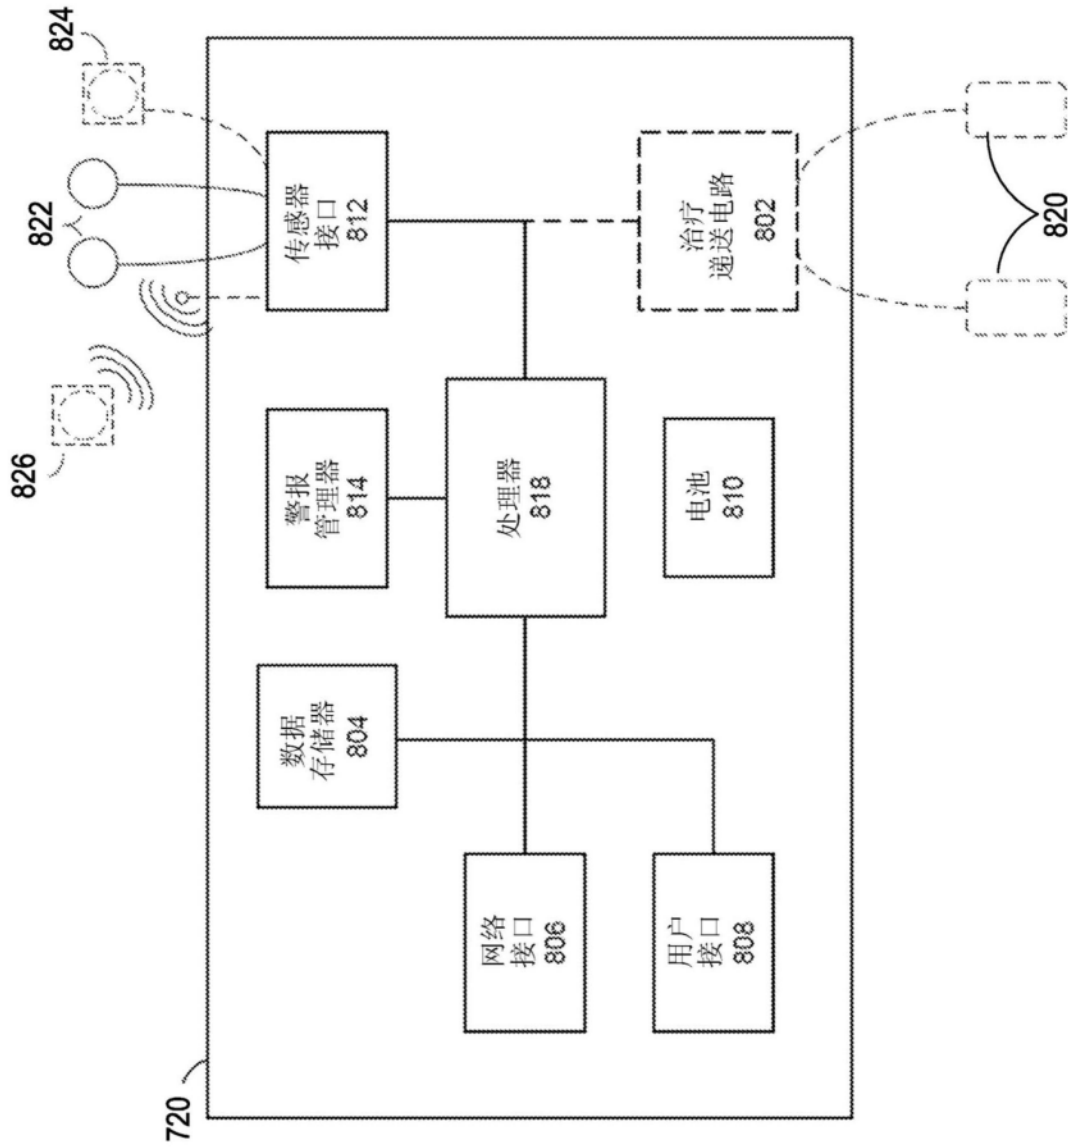 826
822
824
720
数据
存储器
804
警报
管理器
814
传感器
接口
812
网络
接口
806
处理器
818
用户
接口
808
电池
810
治疗
递送电路
802
820